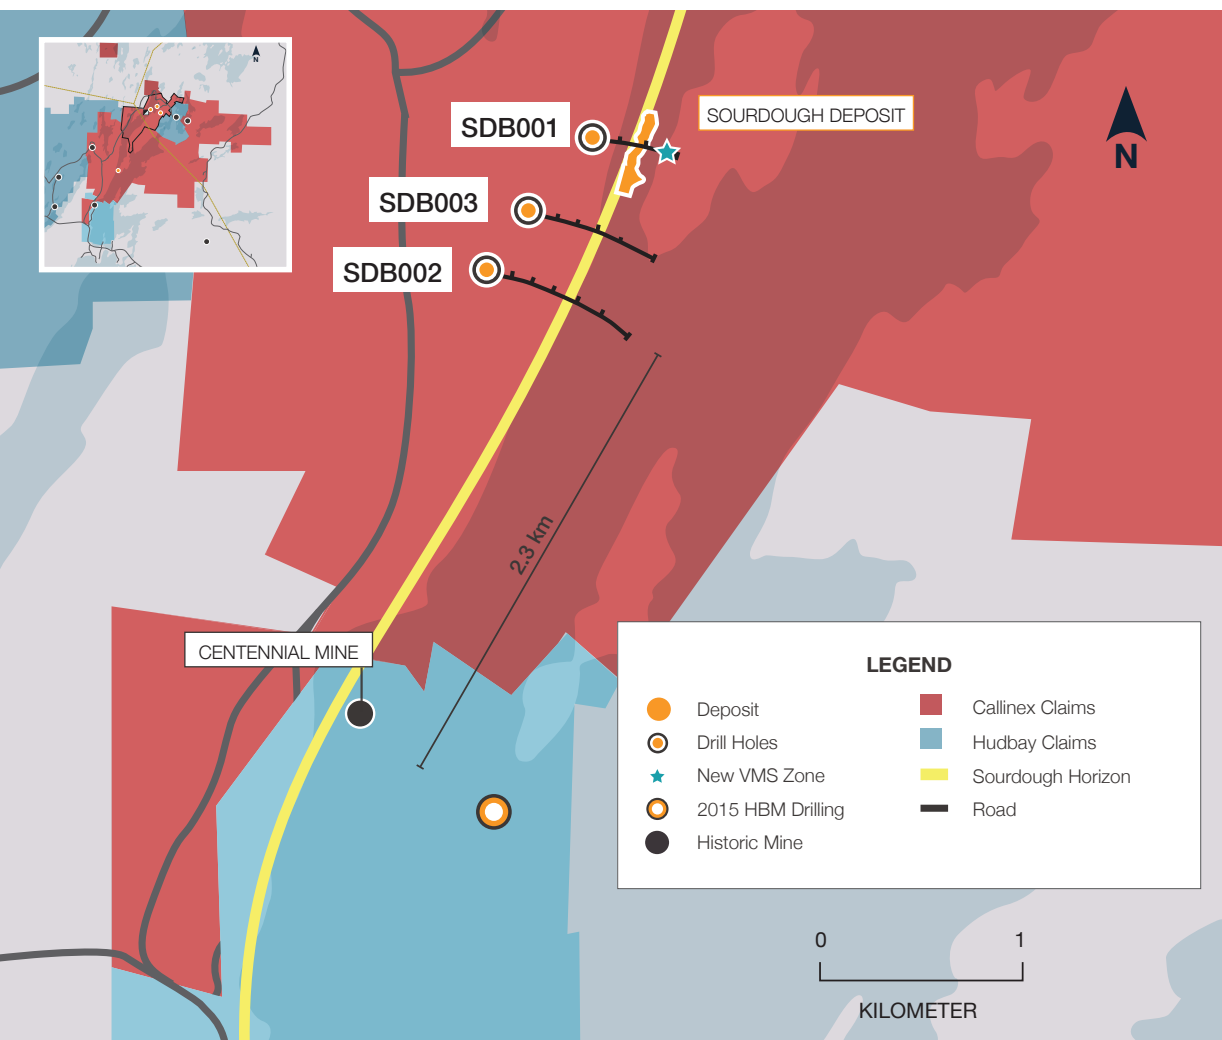 N
SOURDOUGH DEPOSIT
SDB001
N
SDB003
SDB002
2.3 km
CENTENNIAL MINE
LEGEND
Deposit
Drill Holes
New VMS Zone
2015 HBM Drilling
Historic Mine
Callinex Claims
Hudbay Claims
Sourdough Horizon
Road
0 1
KILOMETER